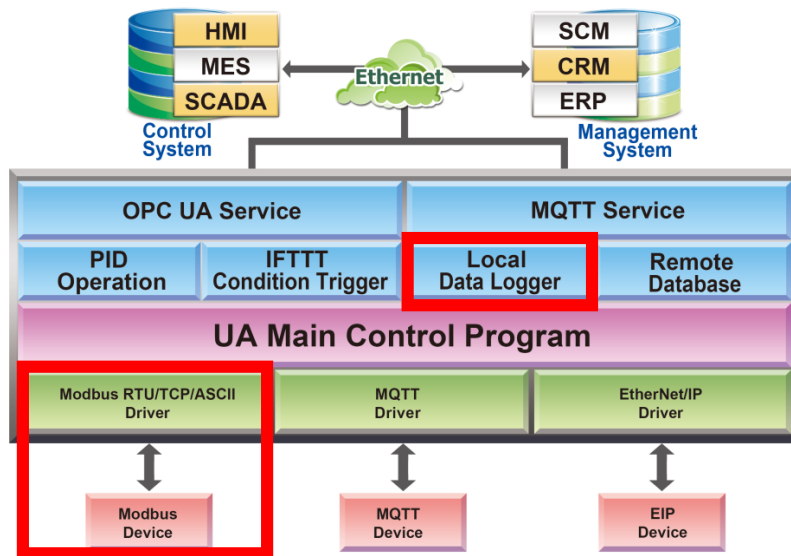 HMI
MES
SCADA
Control
System
Ethernet
SCM
CRM
ERP
Management
System
OPC UA Service
MQTT Service
PID
Operation
IFTTT
Condition Trigger
Local
Data Logger
Remote
Database
UA Main Control Program
Modbus RTU/TCP/ASCII
Driver
MQTT
Driver
EtherNet/IP
Driver
Modbus
Device
MQTT
Device
EIP
Device